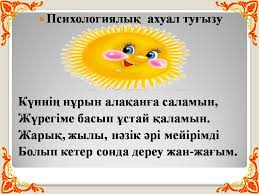 Психологиялық ахуал туғызу
Күннің нұрын алақанға саламын,
Жүрегіме басып ұстай қаламын.
Жарық, жылы, нәзік әрі мейірімді
Болып кетер сонда дереу жан-жағым.